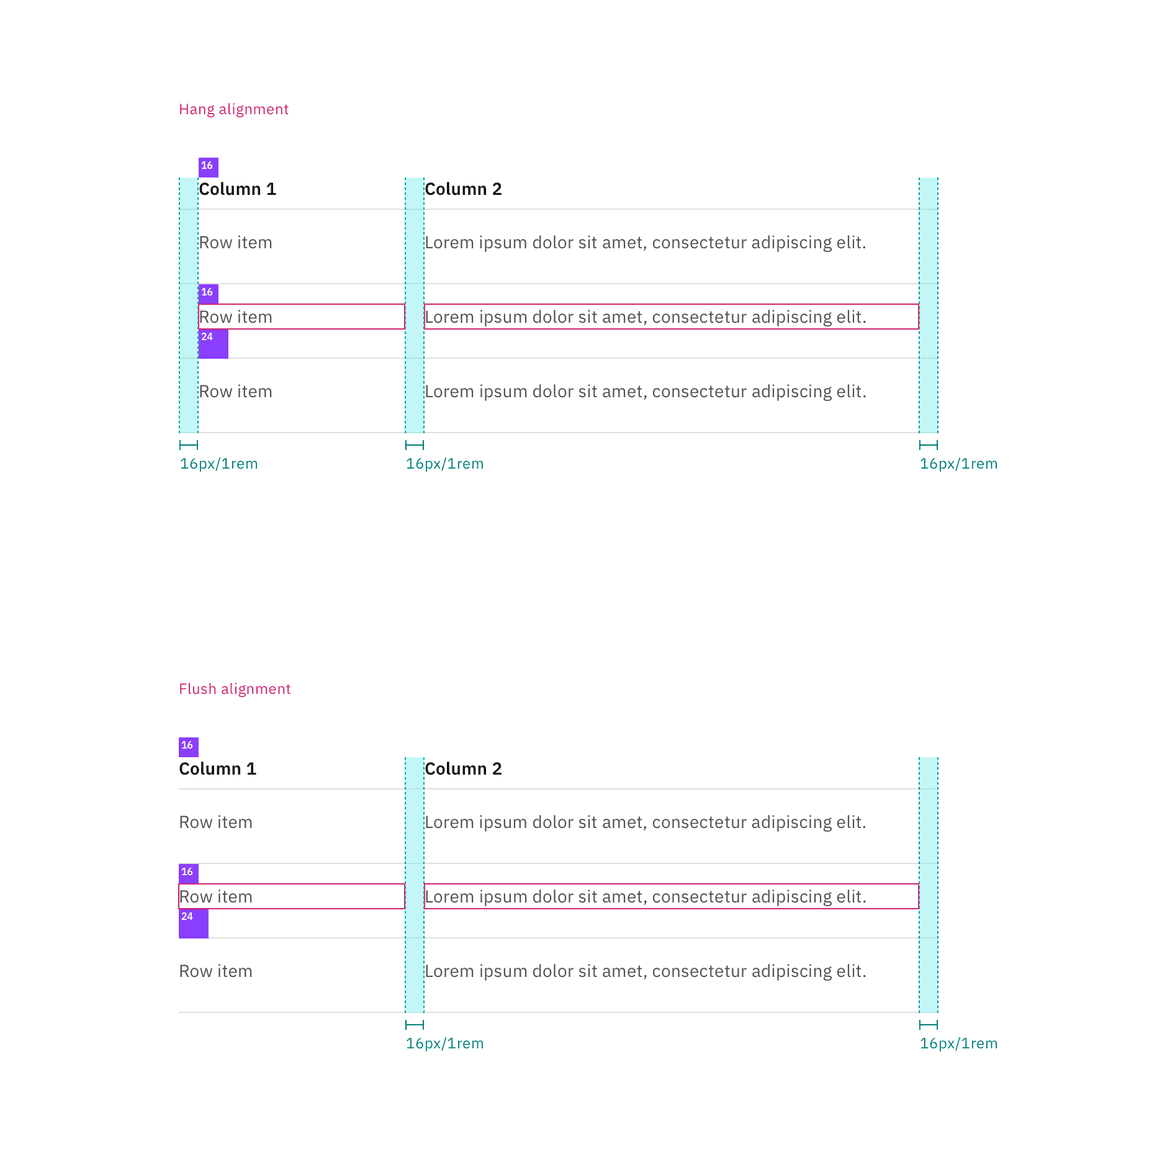 Hang alignment
16
Column 1 Column 2
Row item Lorem ipsum dolor sit amet, consectetur adipiscing elit.
16
Row item Lorem ipsum dolor sit amet, consectetur adipiscing elit.
24
Row item Lorem ipsum dolor sit amet, consectetur adipiscing elit.
16px/1rem 16px/1rem 16px/1rem
Flush alignment
16
Column 1 Column 2
Row item Lorem ipsum dolor sit amet, consectetur adipiscing elit.
16
Row item Lorem ipsum dolor sit amet, consectetur adipiscing elit.
24
Row item Lorem ipsum dolor sit amet, consectetur adipiscing elit.
16px/1rem 16px/1rem